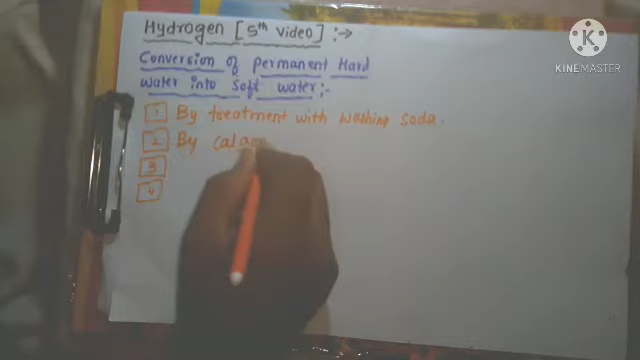 Hydrogen [5th video] :→
Conversion of permanent Hard
water into soft water:-
1 By treatment with washing soda.
2 By
3
4
K
KINEMASTER